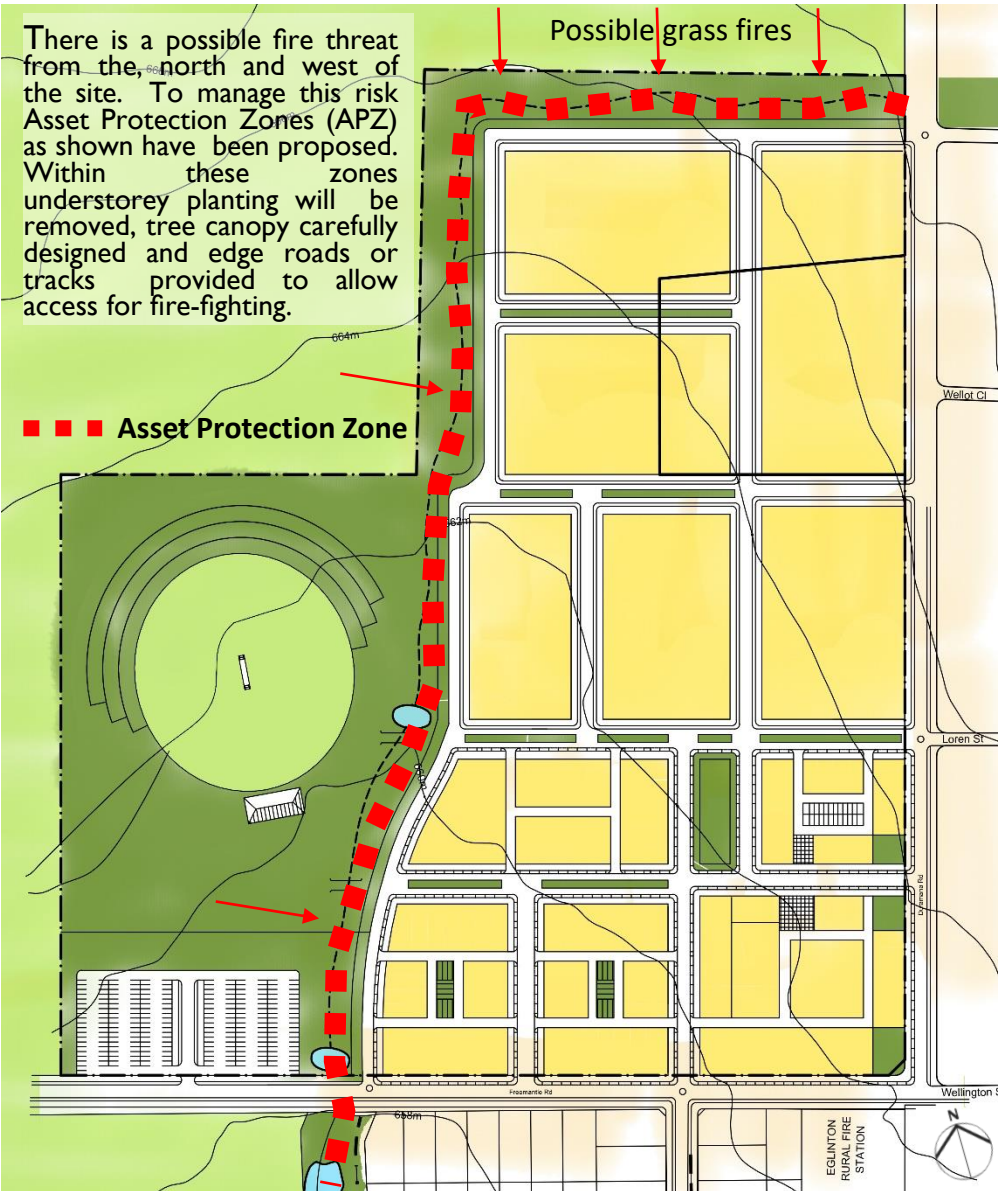 There is a possible fire threat
from the, north and west of
the site. To manage this risk
Asset Protection Zones (APZ)
as shown have been proposed.
Within these zones
understorey planting will be
removed, tree canopy carefully
designed and edge roads or
tracks provided to allow
access for fire-fighting.
Possible grass fires
664m
Asset Protection Zone
Wellot Cl
662m
Loren St
Freemantle Rd
658m
Wellington S
EGLINTON
RURAL FIRE
STATION
N